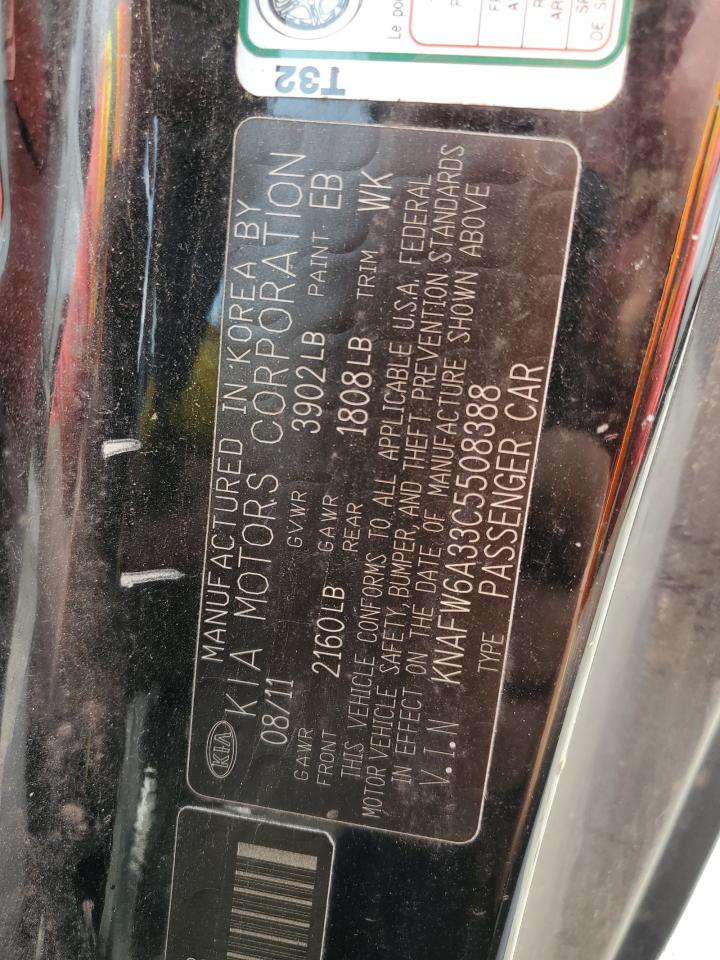 T32
Le po
KIA
MANUFACTURED IN KOREA BY
KIA MOTORS CORPORATION
08/11 GVWR 3902LB PAINT EB
GAWR FRONT 2160LB GAWR REAR 1808LB TRIM WK
THIS VEHICLE CONFORMS TO ALL APPLICABLE U.S.A. FEDERAL
MOTOR VEHICLE SAFETY, BUMPER, AND THEFT PREVENTION STANDARDS
IN EFFECT ON THE DATE OF MANUFACTURE SHOWN ABOVE
V.I.N KNAFW6A33C5508388
TYPE PASSENGER CAR